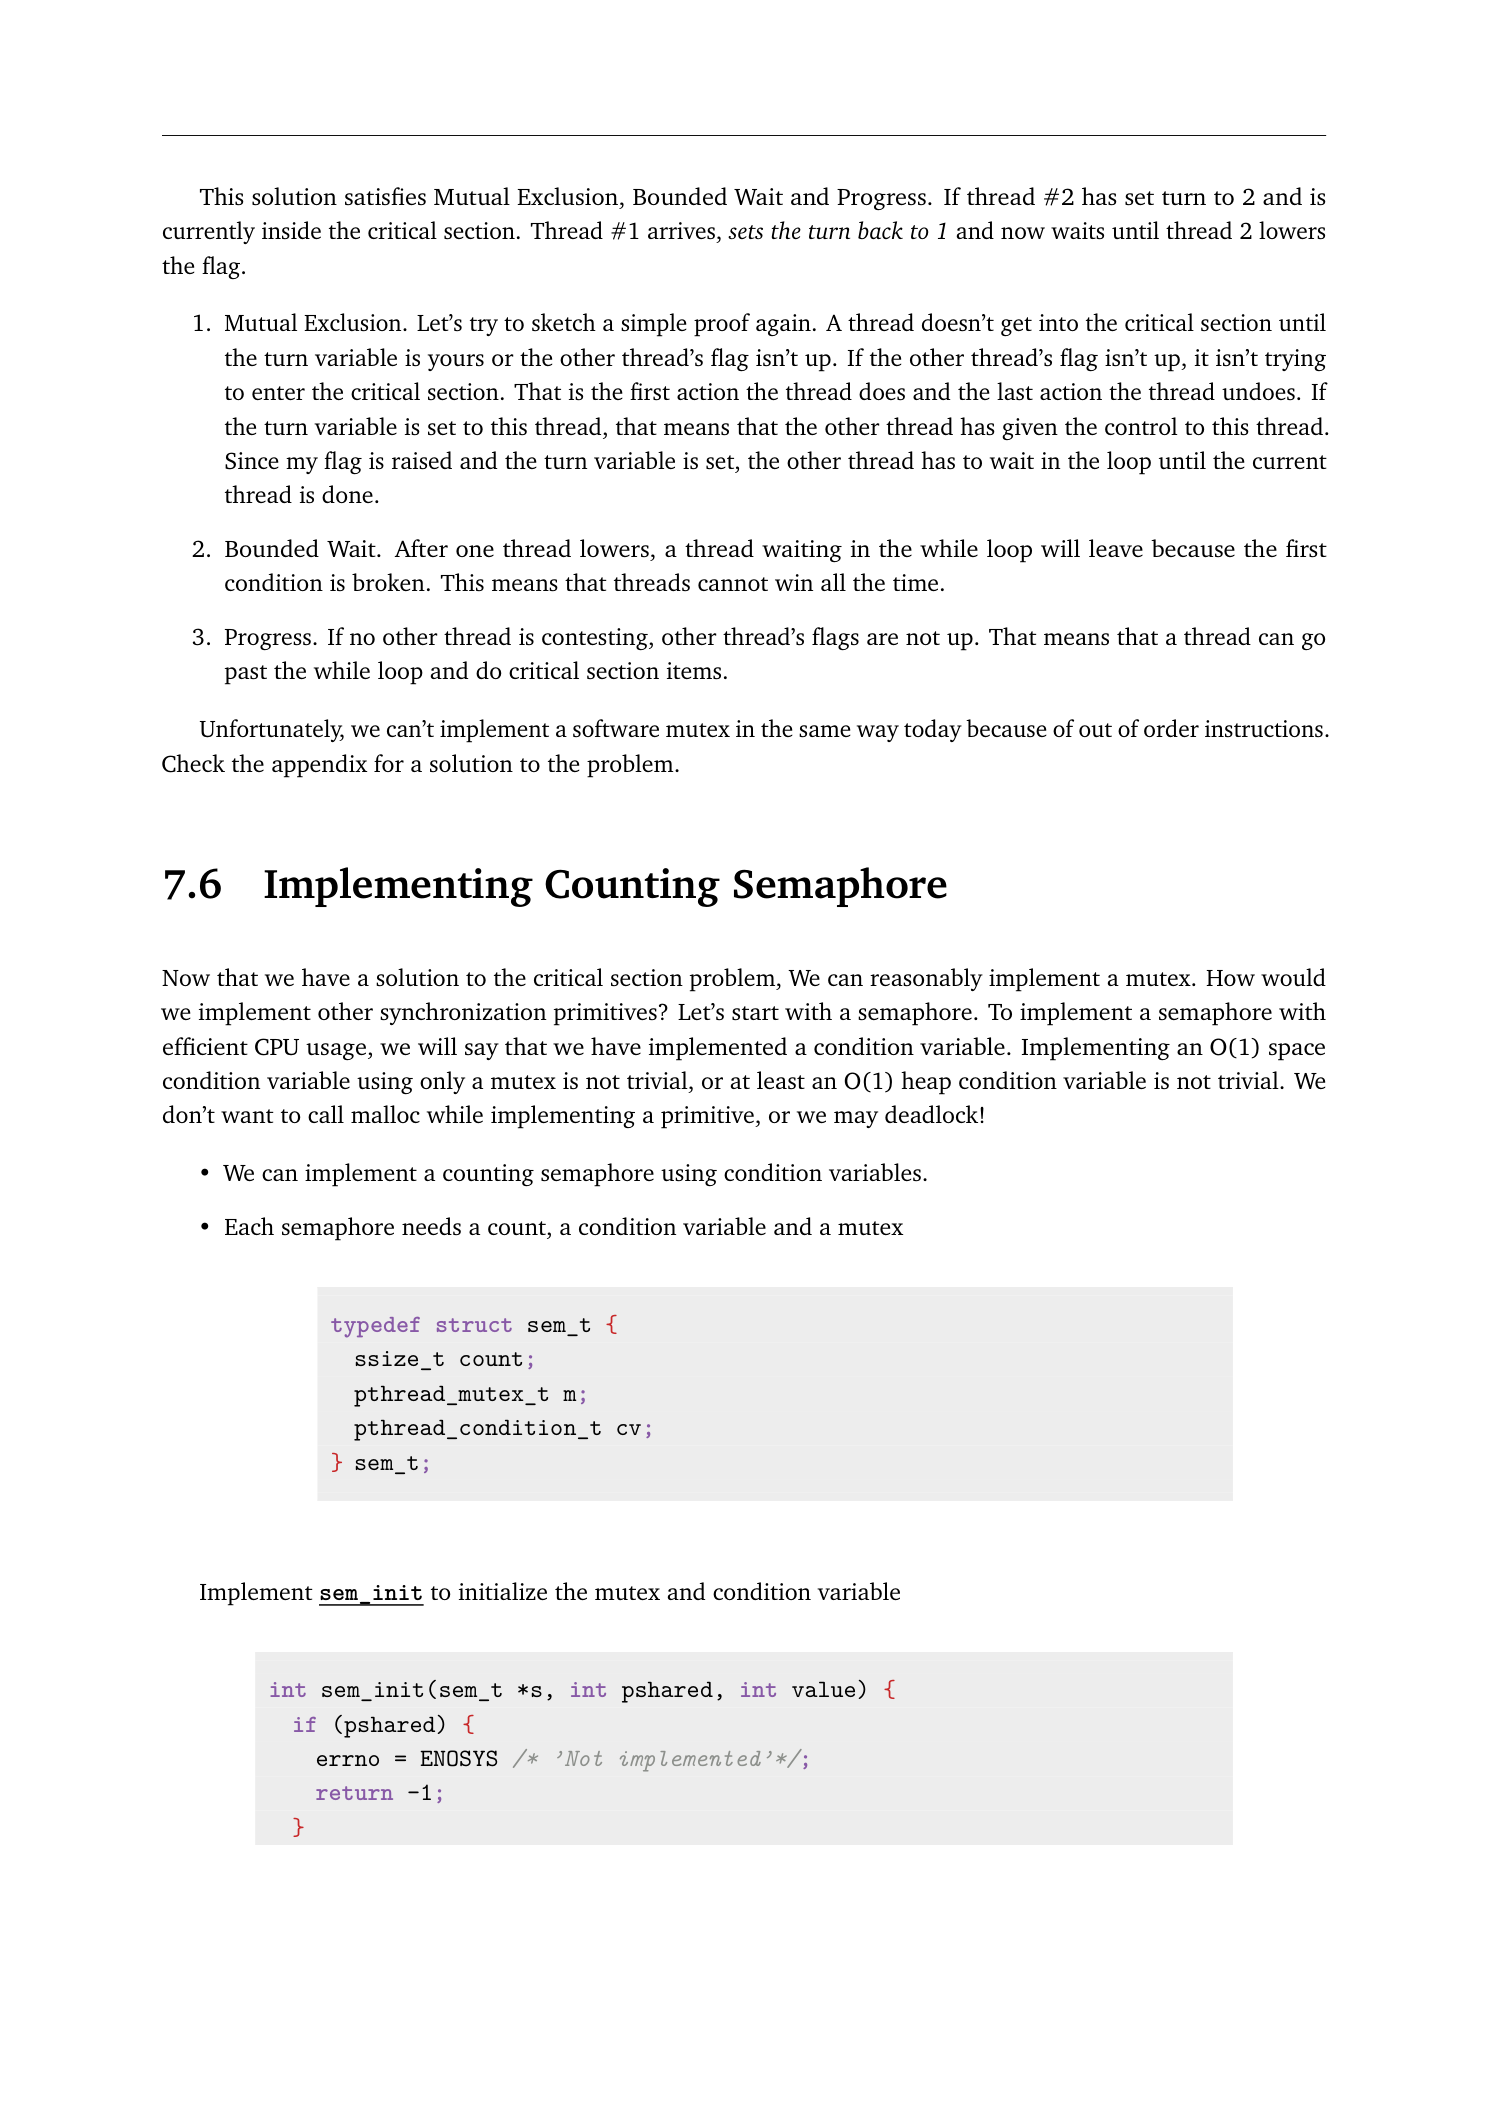 This solution satisfies Mutual Exclusion, Bounded Wait and Progress. If thread #2 has set turn to 2 and is
currently inside the critical section. Thread #1 arrives, sets the turn back to 1 and now waits until thread 2 lowers
the flag.
1. Mutual Exclusion. Let’s try to sketch a simple proof again. A thread doesn’t get into the critical section until
the turn variable is yours or the other thread’s flag isn’t up. If the other thread’s flag isn’t up, it isn’t trying
to enter the critical section. That is the first action the thread does and the last action the thread undoes. If
the turn variable is set to this thread, that means that the other thread has given the control to this thread.
Since my flag is raised and the turn variable is set, the other thread has to wait in the loop until the current
thread is done.
2. Bounded Wait. After one thread lowers, a thread waiting in the while loop will leave because the first
condition is broken. This means that threads cannot win all the time.
3. Progress. If no other thread is contesting, other thread’s flags are not up. That means that a thread can go
past the while loop and do critical section items.
Unfortunately, we can’t implement a software mutex in the same way today because of out of order instructions.
Check the appendix for a solution to the problem.
7.6 Implementing Counting Semaphore
Now that we have a solution to the critical section problem, We can reasonably implement a mutex. How would
we implement other synchronization primitives? Let’s start with a semaphore. To implement a semaphore with
efficient CPU usage, we will say that we have implemented a condition variable. Implementing an O(1) space
condition variable using only a mutex is not trivial, or at least an O(1) heap condition variable is not trivial. We
don’t want to call malloc while implementing a primitive, or we may deadlock!
• We can implement a counting semaphore using condition variables.
• Each semaphore needs a count, a condition variable and a mutex
typedef struct sem_t {
  ssize_t count;
  pthread_mutex_t m;
  pthread_condition_t cv;
} sem_t;
Implement sem_init to initialize the mutex and condition variable
int sem_init(sem_t *s, int pshared, int value) {
  if (pshared) {
    errno = ENOSYS /* ’Not implemented’*/;
    return -1;
  }